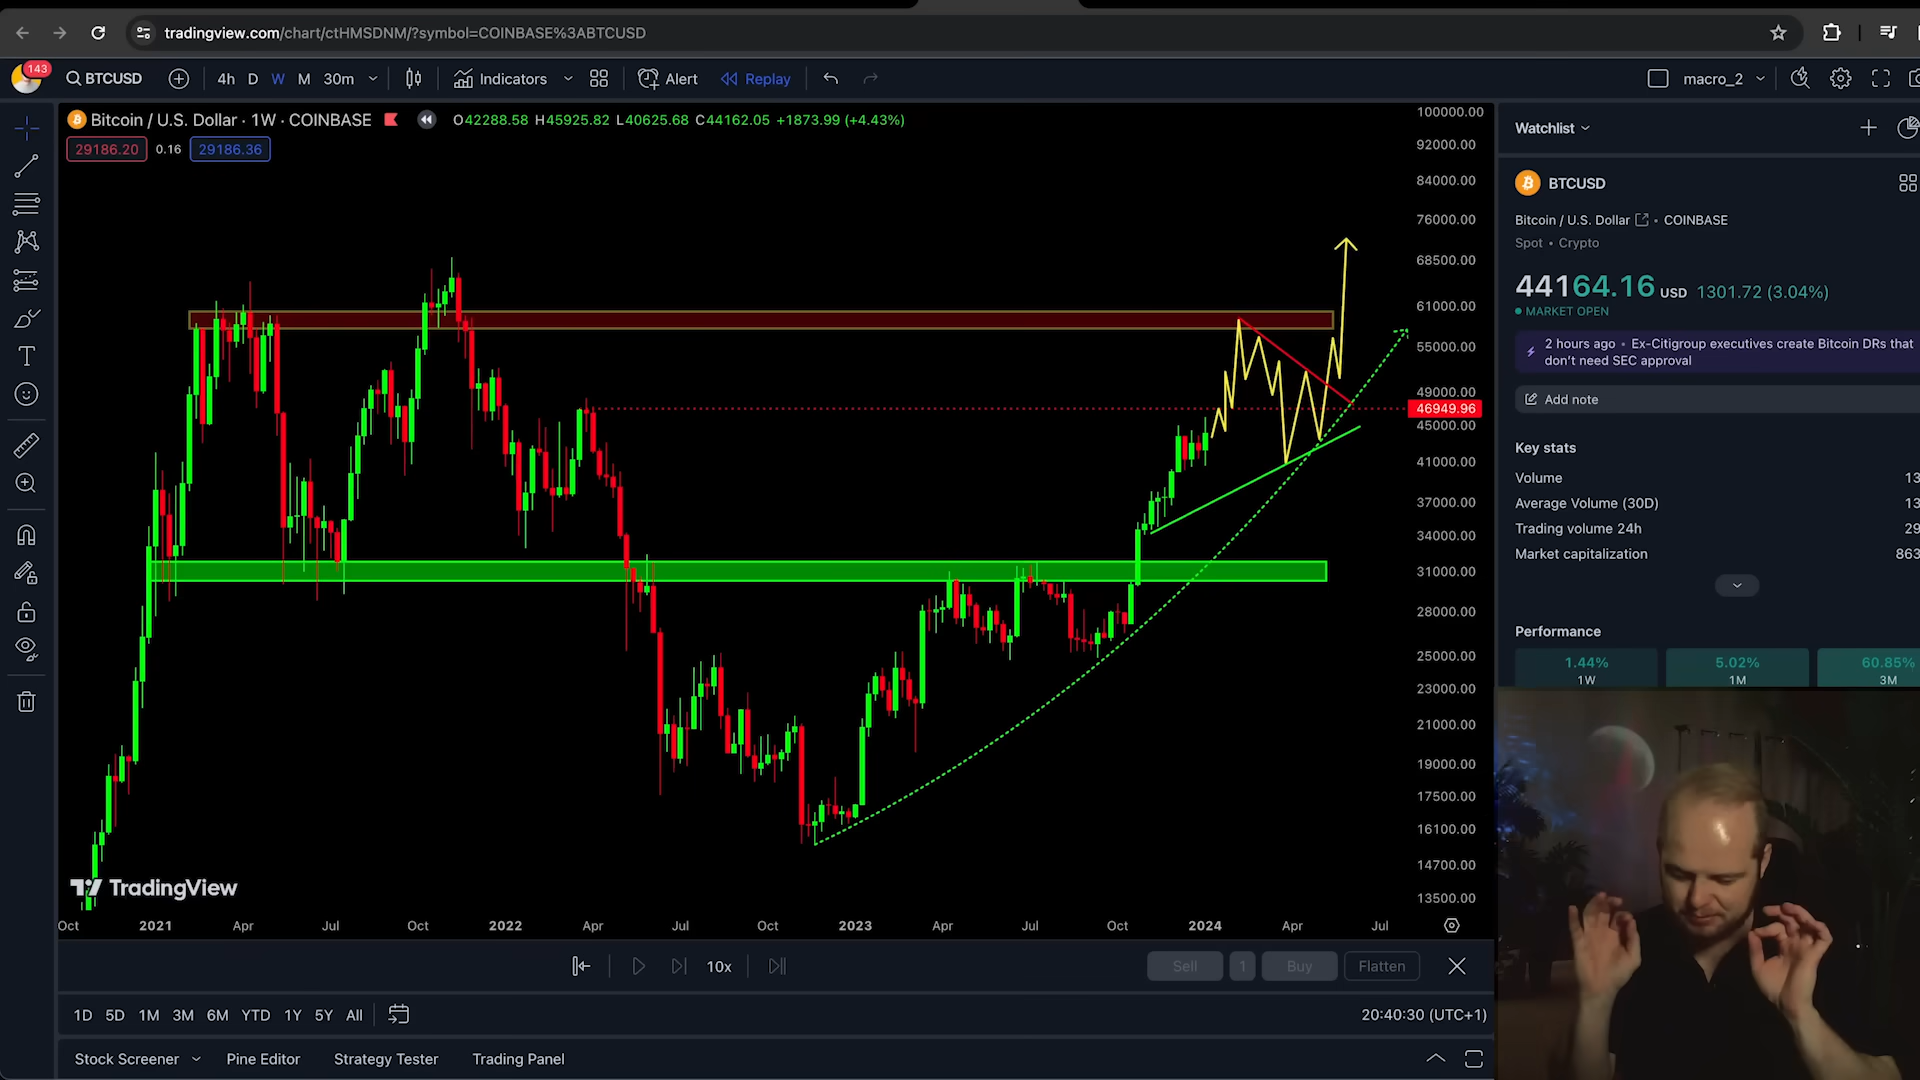 tradingview.com/chart/ctHMSDNM/?symbol=COINBASE%3ABTCUSD
143
BTCUSD
4h D W M 30m
Indicators
Alert
Replay
macro_2
Bitcoin / U.S. Dollar · 1W · COINBASE
O42288.58 H45925.82 L40625.68 C44162.05 +1873.99 (+4.43%)
29186.20 0.16 29186.36
100000.00
92000.00
84000.00
76000.00
68500.00
61000.00
55000.00
49000.00
46949.96
45000.00
41000.00
37000.00
34000.00
31000.00
28000.00
25000.00
23000.00
21000.00
19000.00
17500.00
16100.00
14700.00
13500.00
TradingView
Oct 2021 Apr Jul Oct 2022 Apr Jul Oct 2023 Apr Jul Oct 2024 Apr Jul
10x
Sell 1 Buy Flatten
1D 5D 1M 3M 6M YTD 1Y 5Y All
20:40:30 (UTC+1)
Stock Screener Pine Editor Strategy Tester Trading Panel
Watchlist
BTCUSD
Bitcoin / U.S. Dollar • COINBASE
Spot • Crypto
44164.16 USD 1301.72 (3.04%)
MARKET OPEN
2 hours ago • Ex-Citigroup executives create Bitcoin DRs that
don't need SEC approval
Add note
Key stats
Volume 13
Average Volume (30D) 13
Trading volume 24h 29
Market capitalization 863
Performance
1.44% 5.02% 60.85%
1W 1M 3M